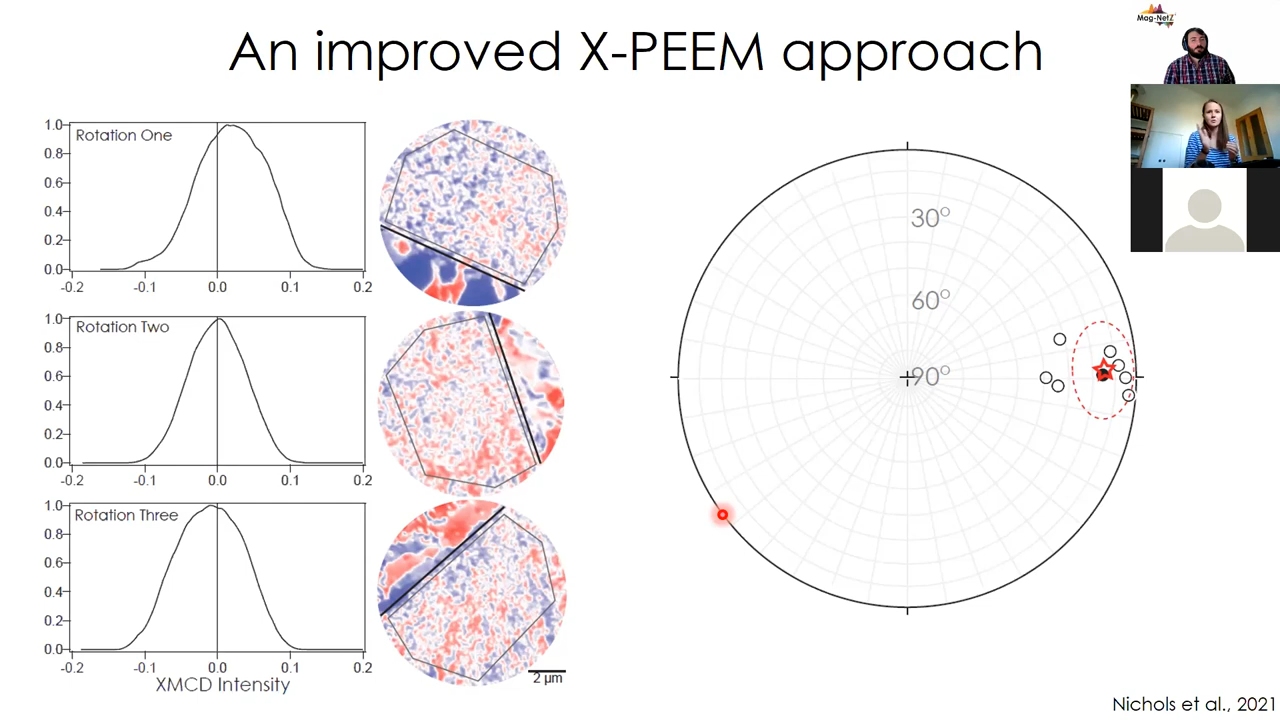 Mag-NetZ
An improved X-PEEM approach
Rotation One
1.0
0.8
0.6
0.4
0.2
0.0
-0.2 -0.1 0.0 0.1 0.2
Rotation Two
1.0
0.8
0.6
0.4
0.2
0.0
-0.2 -0.1 0.0 0.1 0.2
Rotation Three
1.0
0.8
0.6
0.4
0.2
0.0
-0.2 -0.1 0.0 0.1 0.2
XMCD Intensity
2 µm
30°
60°
90°
Nichols et al., 2021